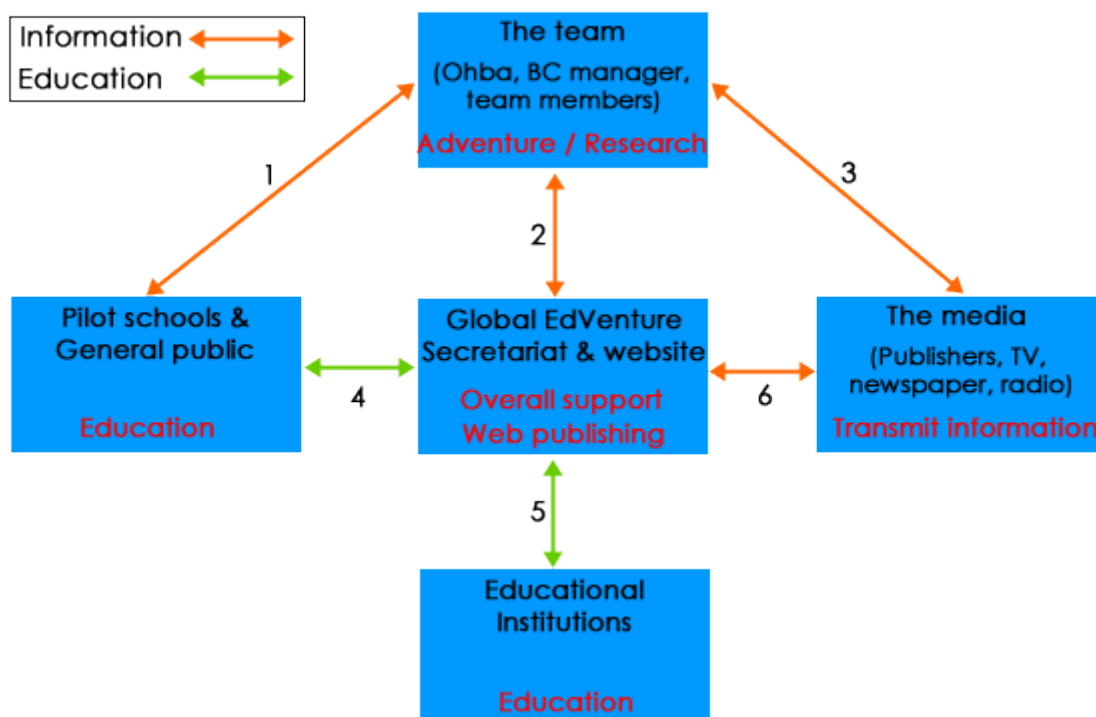 Information
Education
The team
(Ohba, BC manager,
team members)
Adventure / Research
1
2
3
Pilot schools &
General public
Education
4
Global EdVenture
Secretariat & website
Overall support
Web publishing
6
The media
(Publishers, TV,
newspaper, radio)
Transmit information
5
Educational
Institutions
Education